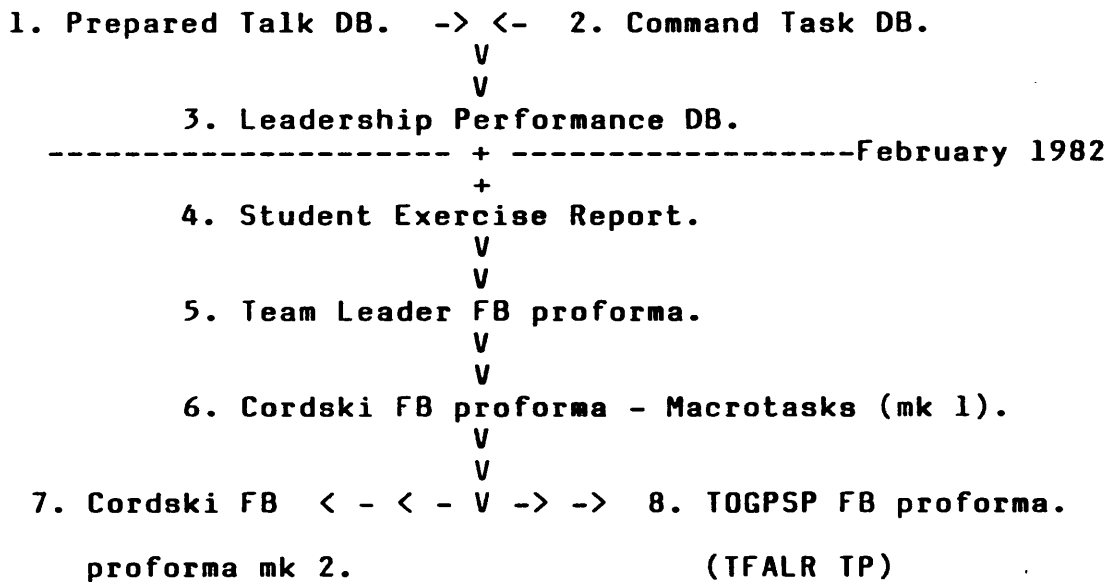 1. Prepared Talk DB. -> <- 2. Command Task DB.
V
V
3. Leadership Performance DB.
--------------------- + ------------------February 1982
+
4. Student Exercise Report.
V
V
5. Team Leader FB proforma.
V
V
6. Cordski FB proforma - Macrotasks (mk 1).
V
V
7. Cordski FB < - < - V -> -> 8. TOGPSP FB proforma.
proforma mk 2. (TFALR TP)